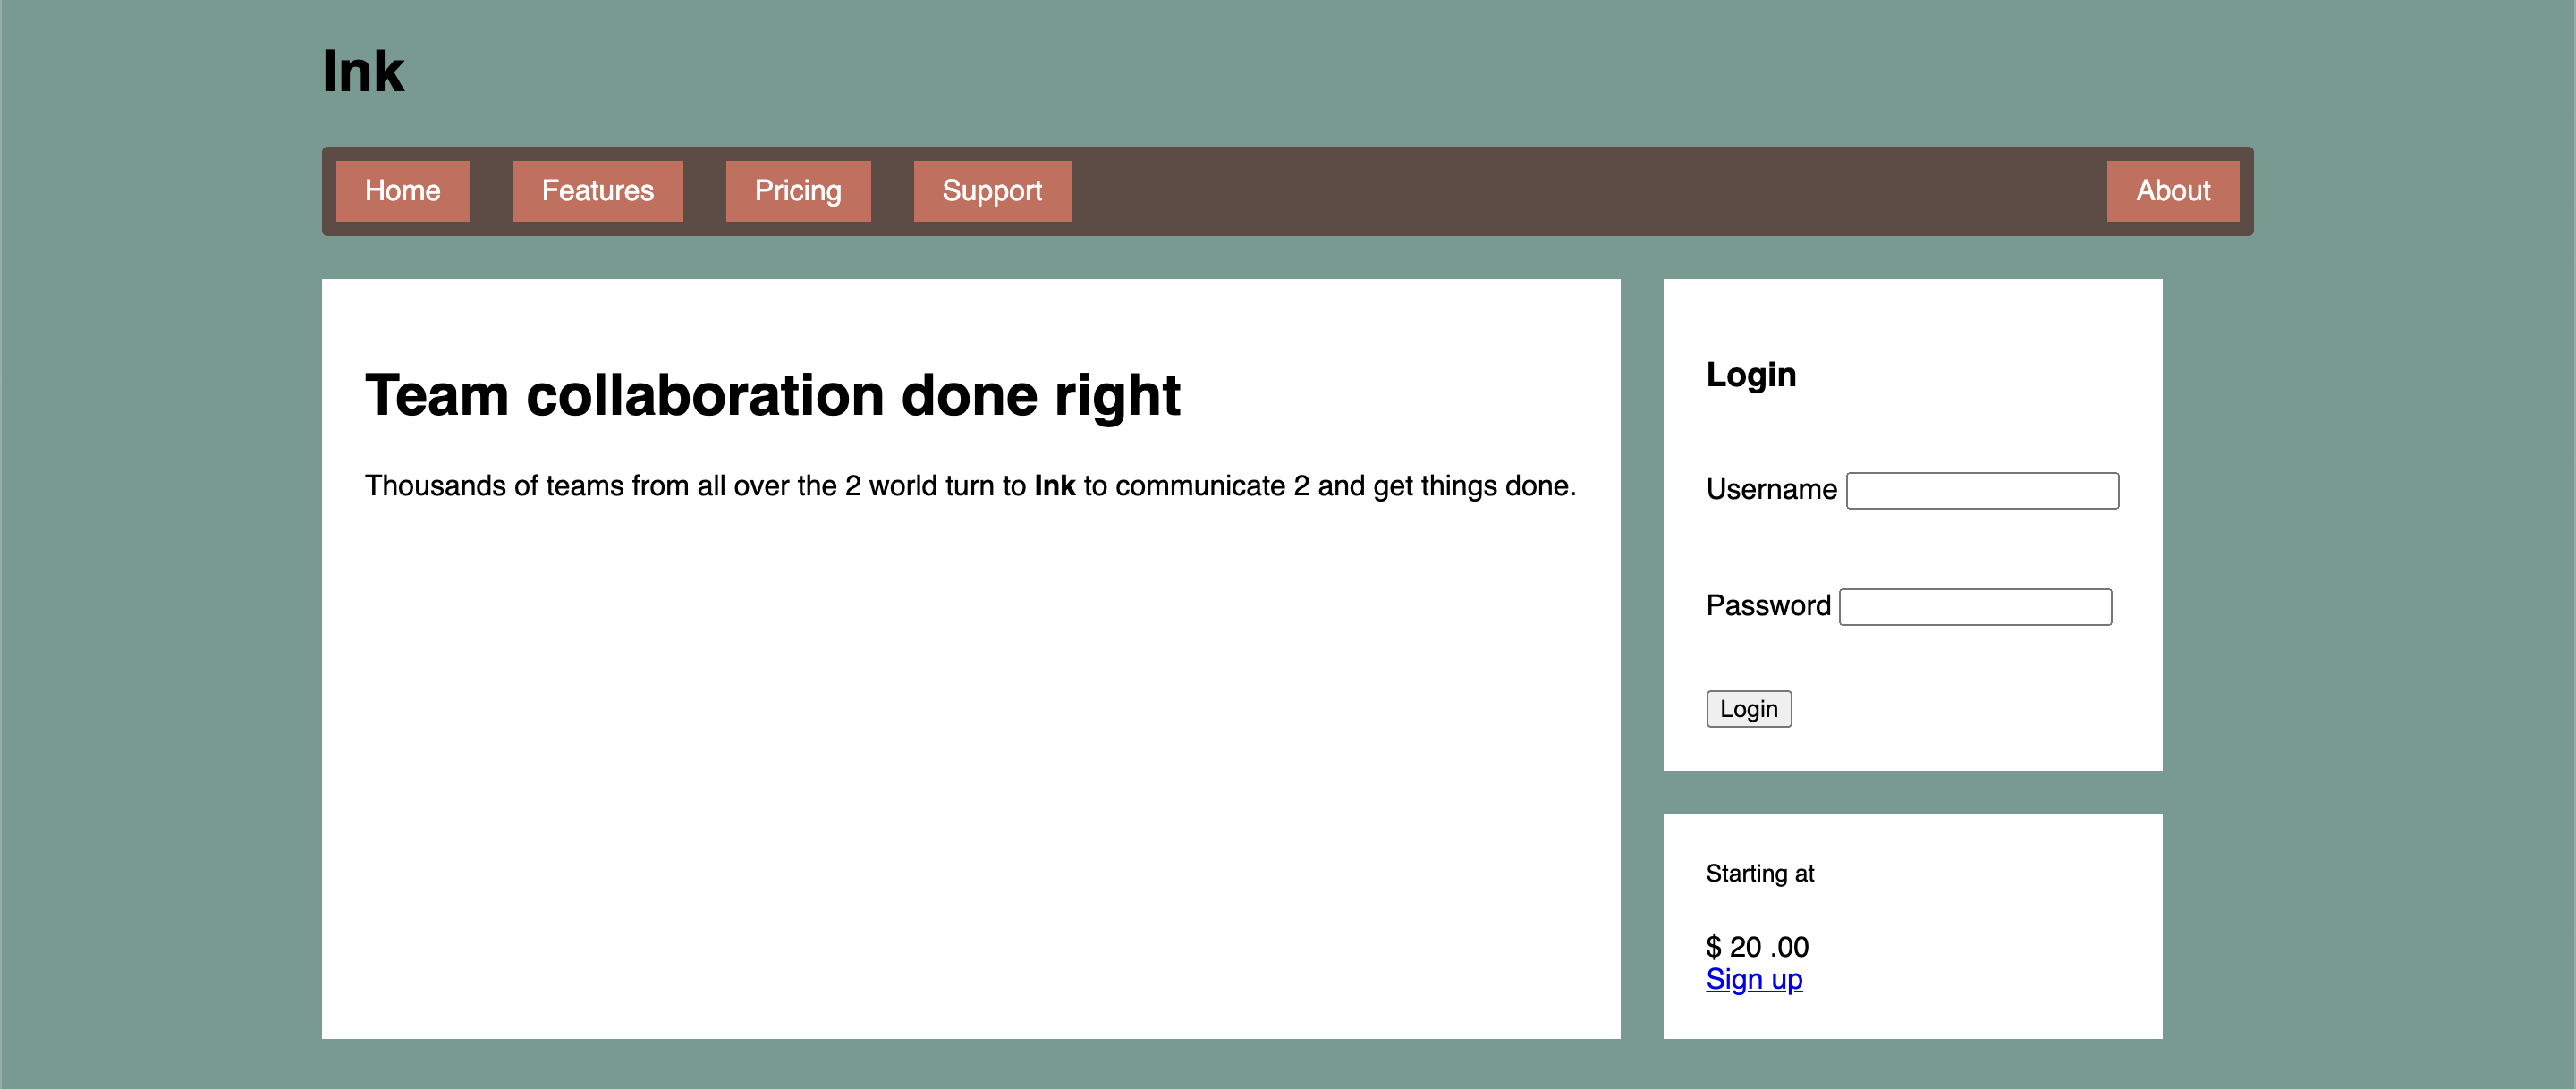 Ink
Home Features Pricing Support About
Team collaboration done right
Thousands of teams from all over the 2 world turn to Ink to communicate 2 and get things done.
Login
Username
Password
Login
Starting at
$ 20 .00
Sign up